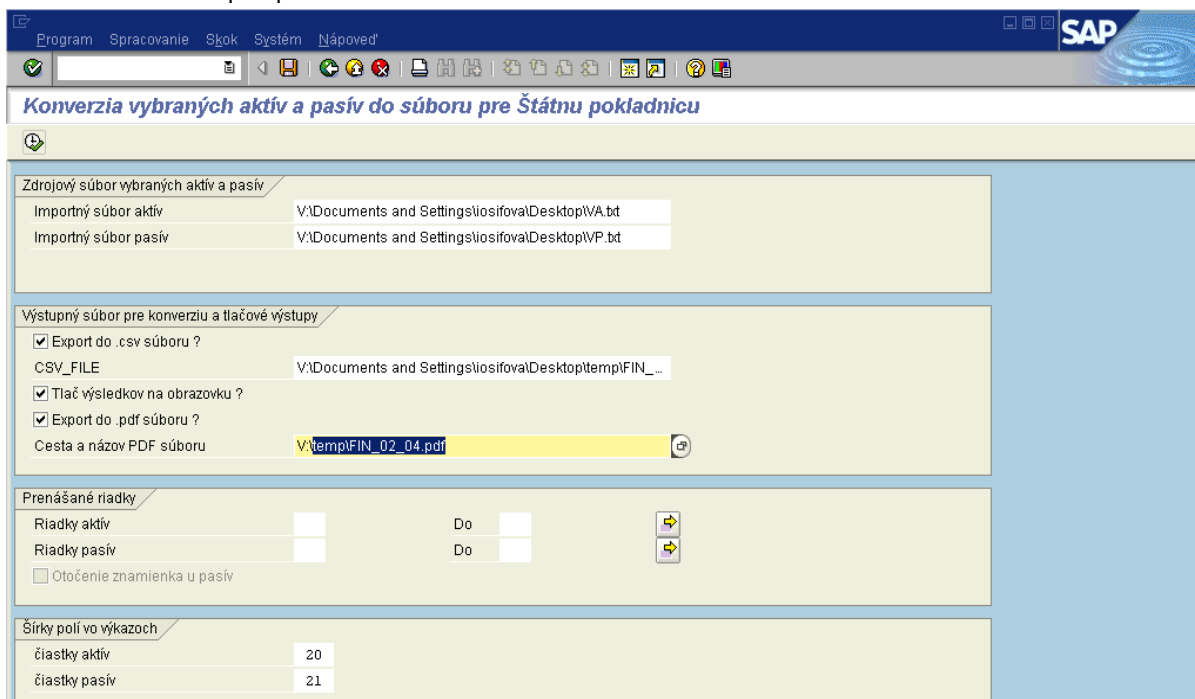 Program Spracovanie Skok Systém Nápoveď
SAP
Konverzia vybraných aktív a pasív do súboru pre Štátnu pokladnicu
Zdrojový súbor vybraných aktív a pasív
Importný súbor aktív V:\Documents and Settings\iosifova\Desktop\VA.txt
Importný súbor pasív V:\Documents and Settings\iosifova\Desktop\VP.txt
Výstupný súbor pre konverziu a tlačové výstupy
Export do .csv súboru ?
CSV_FILE V:\Documents and Settings\iosifova\Desktop\temp\FIN_...
Tlač výsledkov na obrazovku ?
Export do .pdf súboru ?
Cesta a názov PDF súboru V:\temp\FIN_02_04.pdf
Prenášané riadky
Riadky aktív Do
Riadky pasív Do
Otočenie znamienka u pasív
Šírky polí vo výkazoch
čiastky aktív 20
čiastky pasív 21